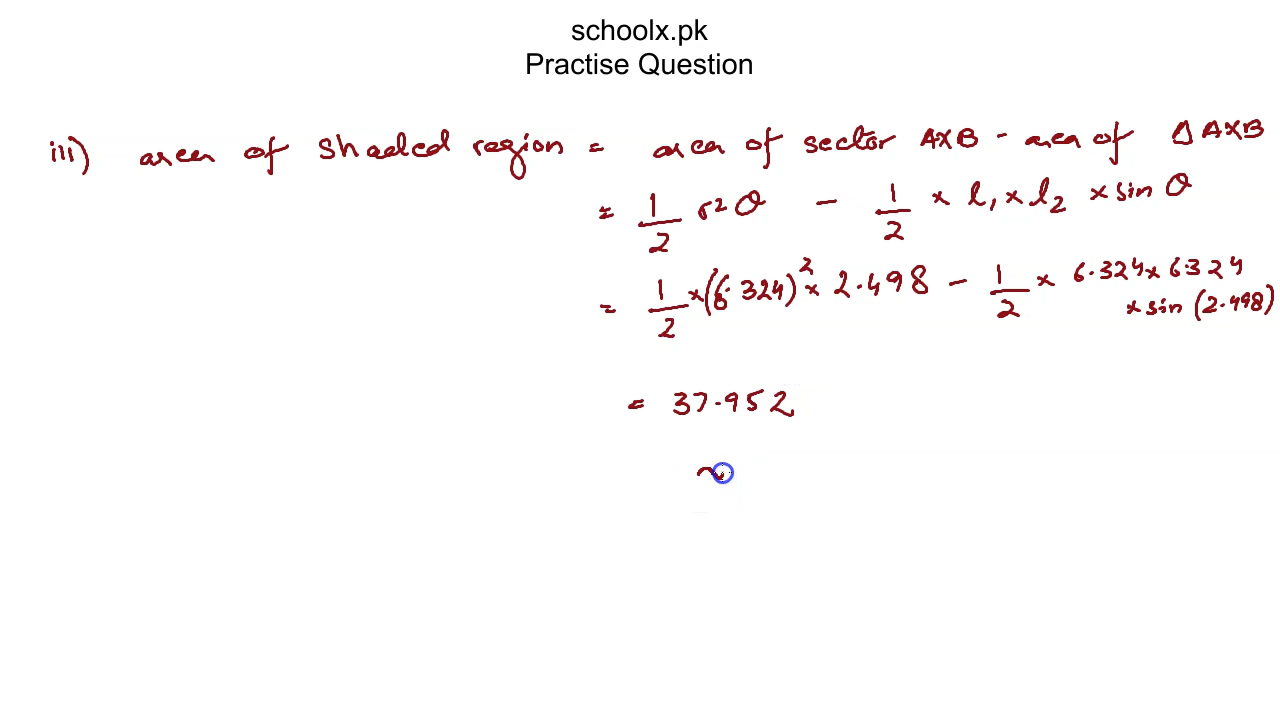 schoolx.pk
Practise Question
iii) area of shaded region = area of sector AXB - area of Δ AXB
= 1/2 r² θ - 1/2 × l₁ × l₂ × sin θ
= 1/2 × (6.324)² × 2.498 - 1/2 × 6.324 × 6.324
× sin (2.498)
= 37.952
~